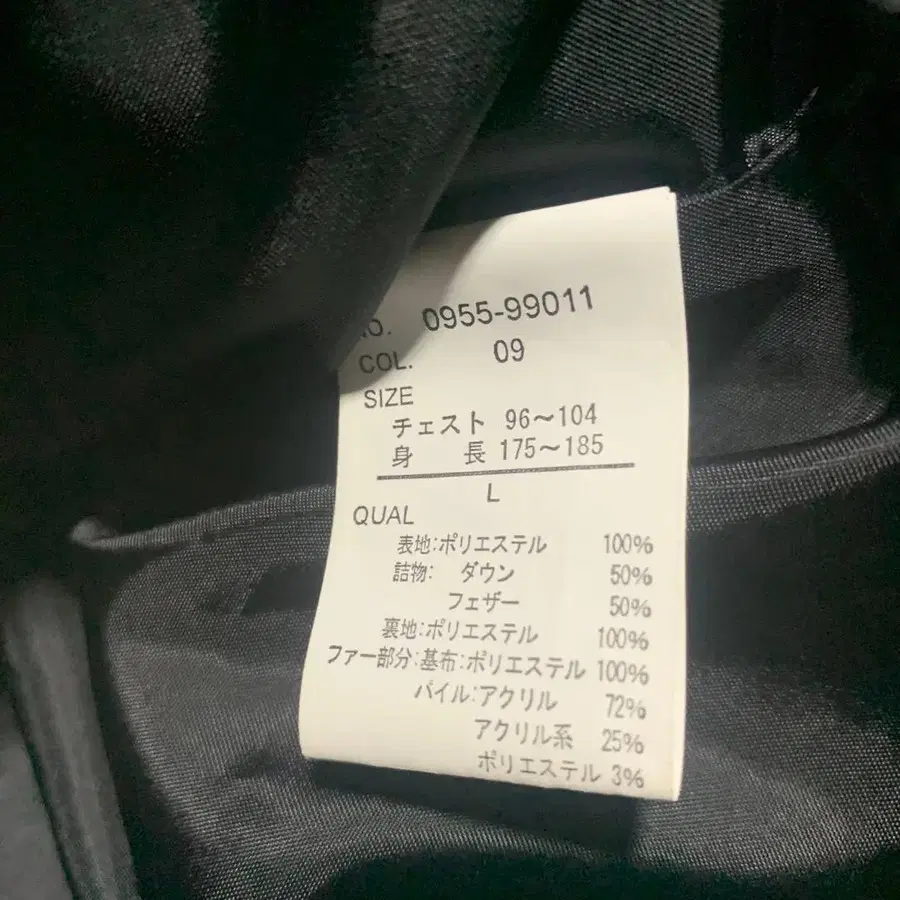 0955-99011
COL. 09
SIZE
チェスト 96～104
身 長 175～185
L
QUAL
表地:ポリエステル 100%
詰物: ダウン 50%
フェザー 50%
裏地:ポリエステル 100%
ファー部分:基布:ポリエステル 100%
パイル:アクリル 72%
アクリル系 25%
ポリエステル 3%